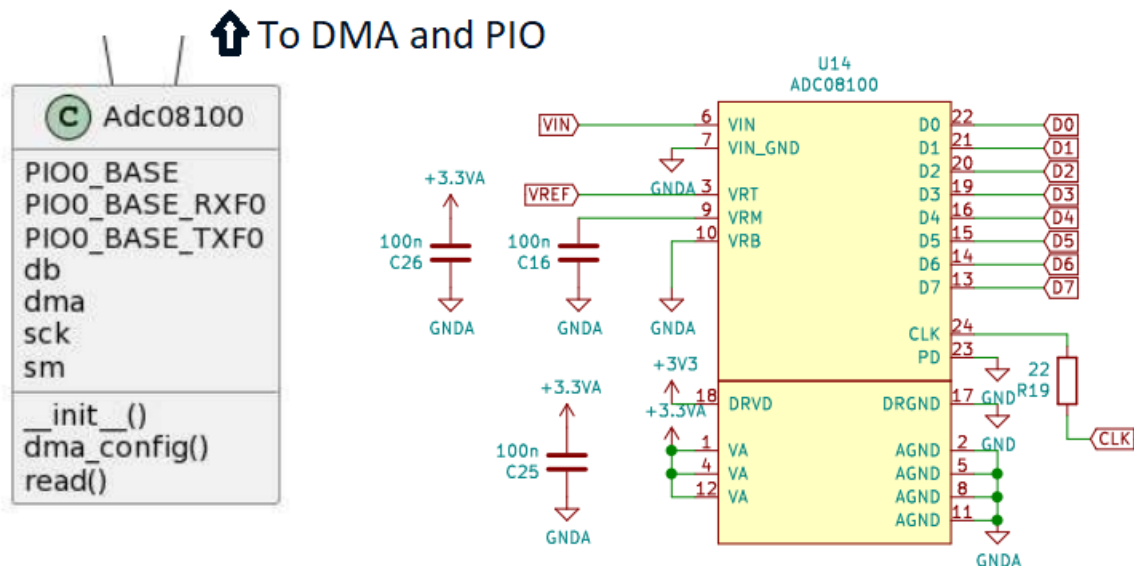 To DMA and PIO
C Adc08100
PIO0_BASE
PIO0_BASE_RXF0
PIO0_BASE_TXF0
db
dma
sck
sm
__init__()
dma_config()
read()
U14
ADC08100
VIN 6 VIN D0 22 D0
7 VIN_GND D1 21 D1
D2 20 D2
GNDA
VREF 3 VRT D3 19 D3
9 VRM D4 16 D4
10 VRB D5 15 D5
D6 14 D6
D7 13 D7
+3.3VA
100n
C26
GNDA
100n
C16
GNDA
GNDA
CLK 24
PD 23
GND
22
R19
CLK
+3V3
18 DRVD DRGND 17
GND
+3.3VA
1 VA AGND 2
4 VA AGND 5
12 VA AGND 8
AGND 11
GNDA
+3.3VA
100n
C25
GNDA